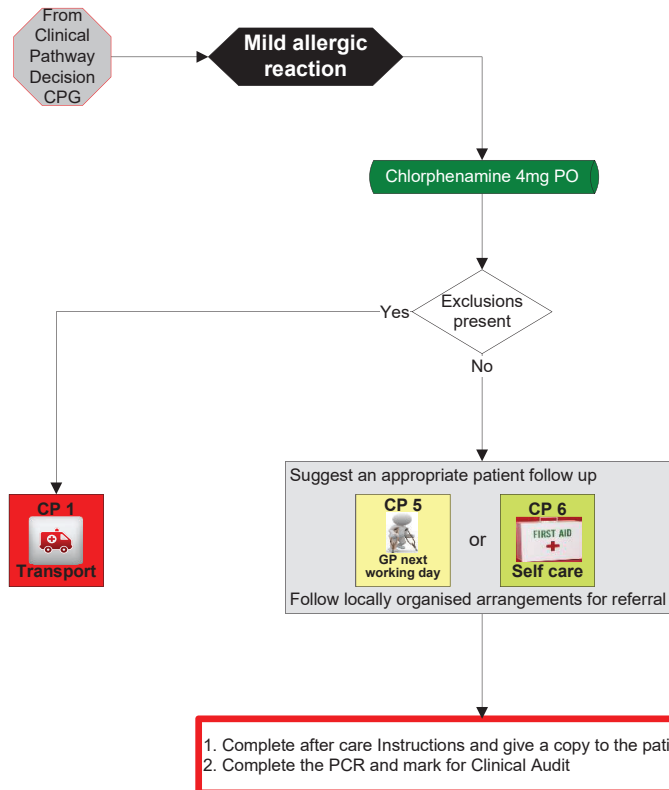 From
Clinical
Pathway
Decision
CPG
Mild allergic
reaction
Chlorphenamine 4mg PO
Exclusions
present
Yes
No
CP 1
Transport
Suggest an appropriate patient follow up
CP 5
GP next
working day
or
CP 6
FIRST AID
Self care
Follow locally organised arrangements for referral
1. Complete after care Instructions and give a copy to the pati
2. Complete the PCR and mark for Clinical Audit